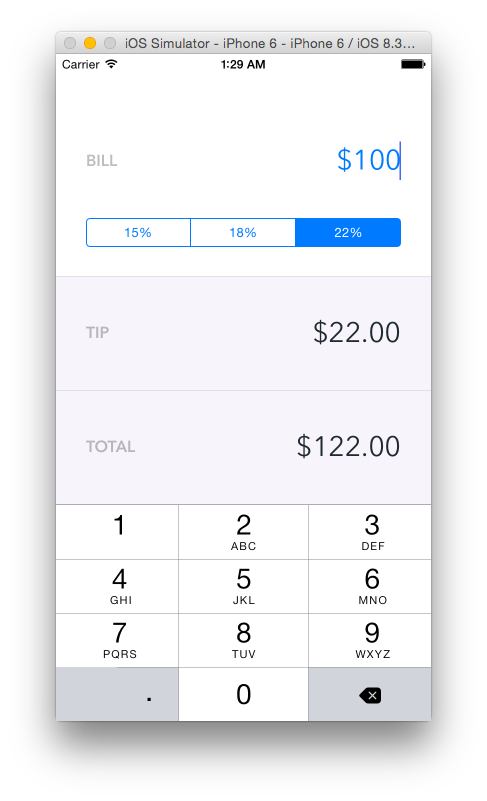 iOS Simulator - iPhone 6 - iPhone 6 / iOS 8.3...
Carrier 1:29 AM
BILL $100
15% 18% 22%
TIP $22.00
TOTAL $122.00
1 2 3
ABC DEF
4 5 6
GHI JKL MNO
7 8 9
PQRS TUV WXYZ
. 0